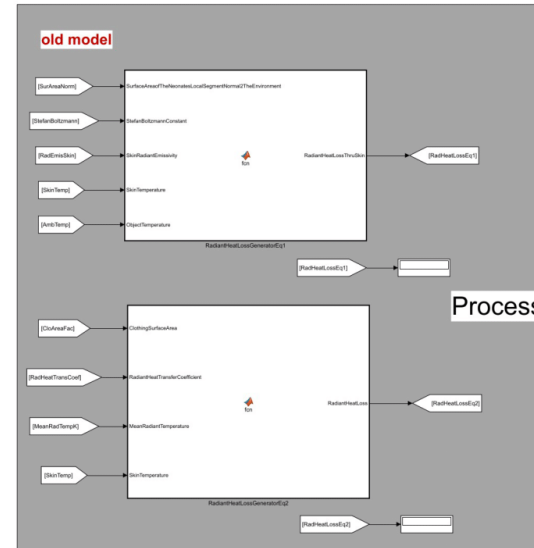 old model
[SurAreaNorm]
SurfaceAreaofTheNeonatesLocalSegmentNormal2TheEnvironment
[StefanBoltzmann]
StefanBoltzmannConstant
[RadEmisSkin]
SkinRadiantEmissivity
fcn
RadiantHeatLossThruSkin
[RadHeatLossEq1]
[SkinTemp]
SkinTemperature
[AmbTemp]
ObjectTemperature
RadiantHeatLossGeneratorEq1
[RadHeatLossEq1]
Process
[CloAreaFac]
ClothingSurfaceArea
[RadHeatTransCoef]
RadiantHeatTransferCoefficient
fcn
RadiantHeatLoss
[RadHeatLossEq2]
[MeanRadTempK]
MeanRadiantTemperature
[SkinTemp]
SkinTemperature
RadiantHeatLossGeneratorEq2
[RadHeatLossEq2]